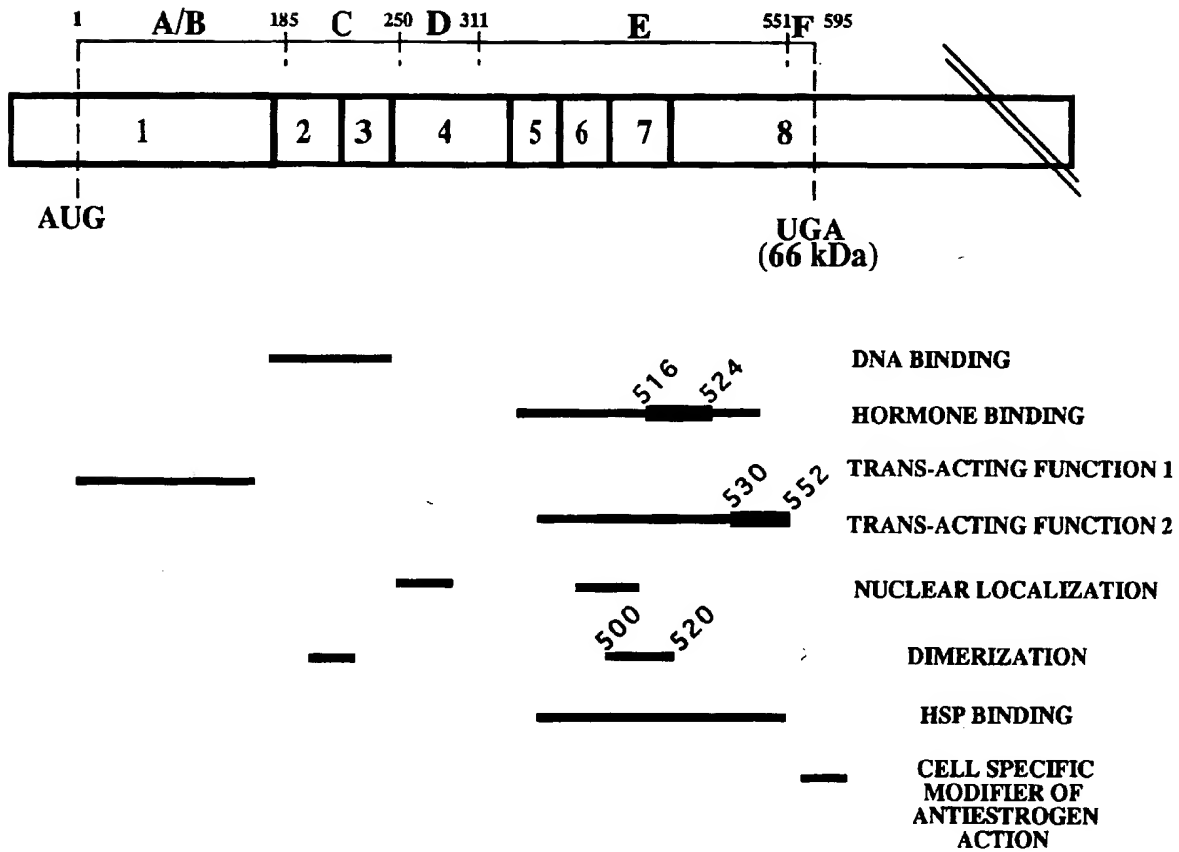 1 A/B 185 C 250 D 311 E 551 F 595
1 2 3 4 5 6 7 8
AUG
UGA
(66 kDa)
DNA BINDING
516 524
HORMONE BINDING
TRANS-ACTING FUNCTION 1
530 552
TRANS-ACTING FUNCTION 2
NUCLEAR LOCALIZATION
500 520
DIMERIZATION
HSP BINDING
CELL SPECIFIC
MODIFIER OF
ANTIESTROGEN
ACTION